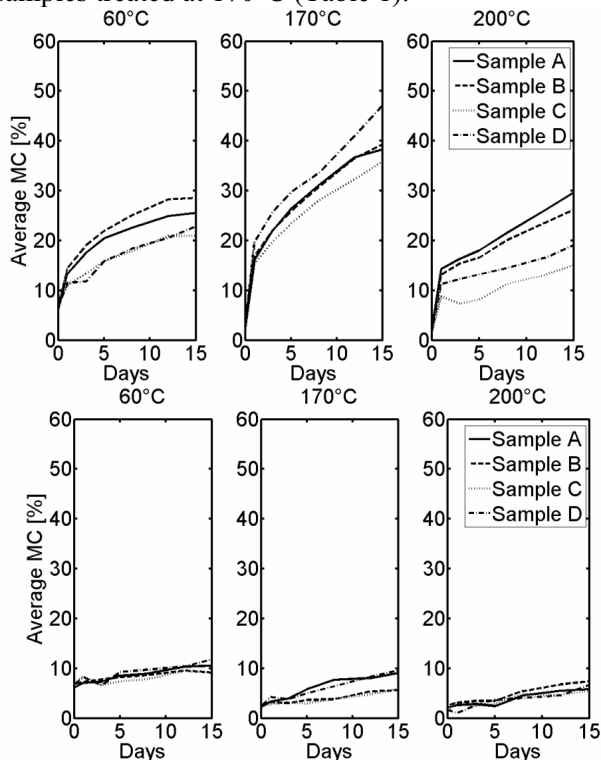 samples treated at 170°C (Table 1).
60°C 170°C 200°C
60 60 60
Sample A
50 50 50 Sample B
Sample C
40 40 40 Sample D
30 30 30
20 20 20
10 10 10
0 0 0
0 5 10 15 0 5 10 15 0 5 10 15
Average MC [%]
Days Days Days
60°C 170°C 200°C
60 60 60
Sample A
50 50 50 Sample B
Sample C
40 40 40 Sample D
30 30 30
20 20 20
10 10 10
0 0 0
0 5 10 15 0 5 10 15 0 5 10 15
Average MC [%]
Days Days Days